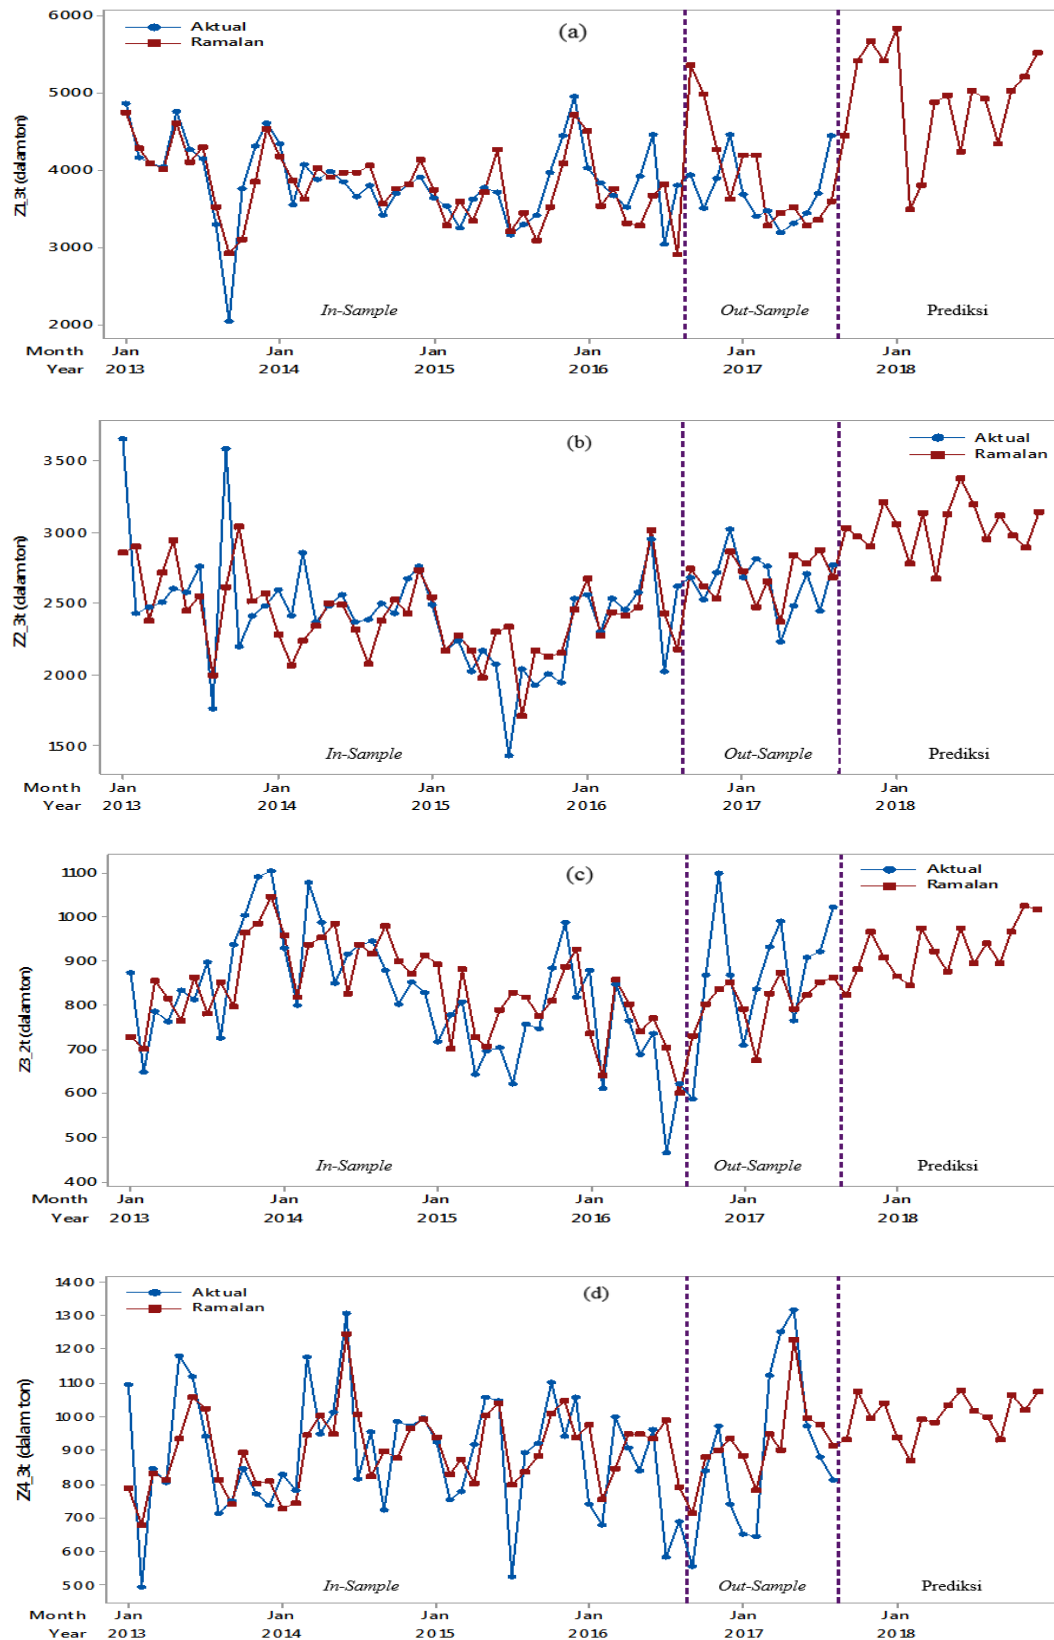 (a)
Aktual
Ramalan
Z1_3t (dalam ton)
6000
5000
4000
3000
2000
In-Sample Out-Sample Prediksi
Month Jan Jan Jan Jan Jan Jan
Year 2013 2014 2015 2016 2017 2018
(b)
Aktual
Ramalan
Z2_3t (dalam ton)
3500
3000
2500
2000
1500
In-Sample Out-Sample Prediksi
Month Jan Jan Jan Jan Jan Jan
Year 2013 2014 2015 2016 2017 2018
(c)
Aktual
Ramalan
Z3_2t (dalam ton)
1100
1000
900
800
700
600
500
400
In-Sample Out-Sample Prediksi
Month Jan Jan Jan Jan Jan Jan
Year 2013 2014 2015 2016 2017 2018
(d)
Aktual
Ramalan
Z4_3t (dalam ton)
1400
1300
1200
1100
1000
900
800
700
600
500
In-Sample Out-Sample Prediksi
Month Jan Jan Jan Jan Jan Jan
Year 2013 2014 2015 2016 2017 2018